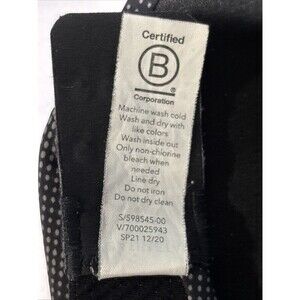 Certified
B
®
Corporation
Machine wash cold
Wash and dry with
like colors
Wash inside out
Only non-chlorine
bleach when
needed
Line dry
Do not iron
Do not dry clean
S/598545-00
V/700025943
SP21 12/20